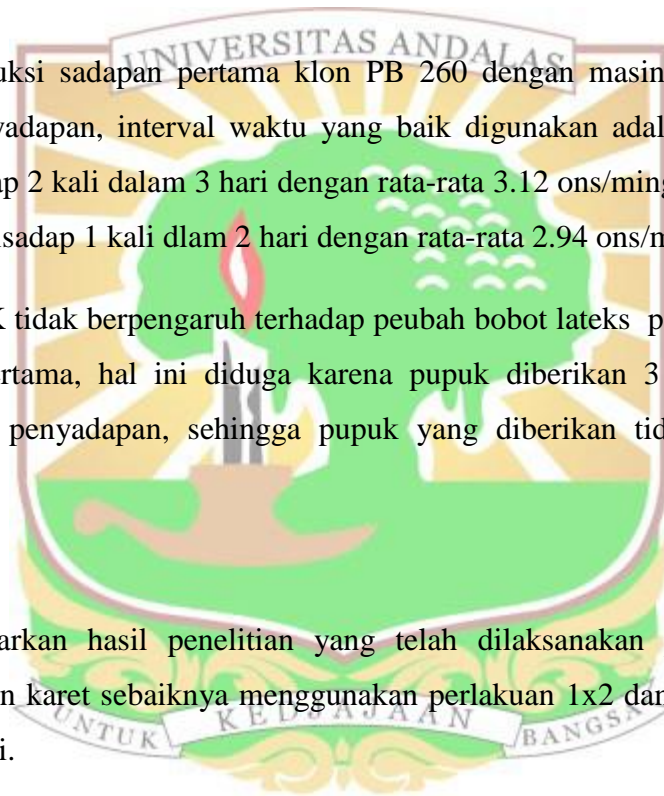 UNIVERSITAS ANDALAS
uksi sadapan pertama klon PB 260 dengan masin
yadapan, interval waktu yang baik digunakan adal
ap 2 kali dalam 3 hari dengan rata-rata 3.12 ons/ming
isadap 1 kali dlam 2 hari dengan rata-rata 2.94 ons/m
K tidak berpengaruh terhadap peubah bobot lateks p
ertama, hal ini diduga karena pupuk diberikan 3
penyadapan, sehingga pupuk yang diberikan tid
arkan hasil penelitian yang telah dilaksanakan
n karet sebaiknya menggunakan perlakuan 1x2 dan
i.
UNTUK KEDJAJAAN BANGSA